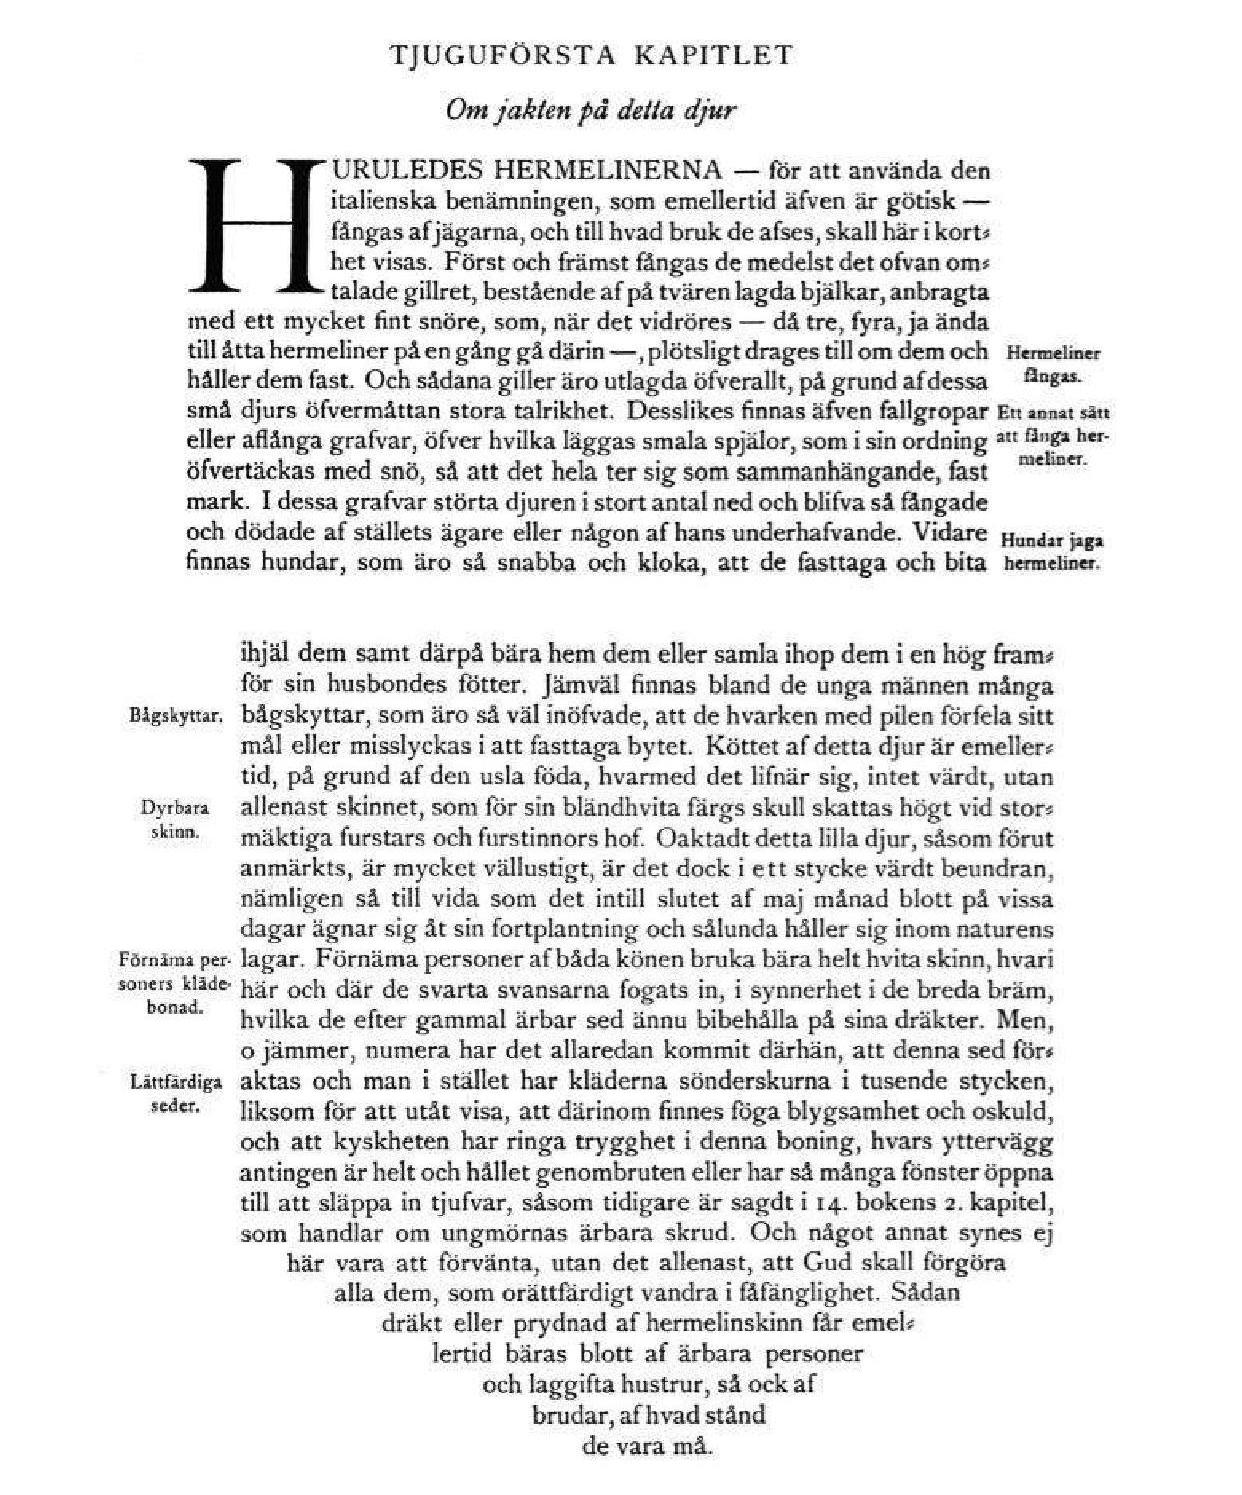 TJUGUFÖRSTA KAPITLET
Om jakten på detta djur
HURULEDES HERMELINERNA — för att använda den
italienska benämningen, som emellertid äfven är götisk —
fångas af jägarna, och till hvad bruk de afses, skall här i kort⸗
het visas. Först och främst fångas de medelst det ofvan om⸗
talade gillret, bestående af på tvären lagda bjälkar, anbragta
med ett mycket fint snöre, som, när det vidröres — då tre, fyra, ja ända
till åtta hermeliner på en gång gå därin —, plötsligt drages till om dem och
håller dem fast. Och sådana giller äro utlagda öfverallt, på grund af dessa
små djurs öfvermåttan stora talrikhet. Desslikes finnas äfven fallgropar
eller aflånga grafvar, öfver hvilka läggas smala spjälor, som i sin ordning
öfvertäckas med snö, så att det hela ter sig som sammanhängande, fast
mark. I dessa grafvar störta djuren i stort antal ned och blifva så fångade
och dödade af ställets ägare eller någon af hans underhafvande. Vidare
finnas hundar, som äro så snabba och kloka, att de fasttaga och bita
Hermeliner
fångas.
Ett annat sätt
att fånga her-
meliner.
Hundar jaga
hermeliner.
ihjäl dem samt därpå bära hem dem eller samla ihop dem i en hög fram⸗
för sin husbondes fötter. Jämväl finnas bland de unga männen många
bågskyttar, som äro så väl inöfvade, att de hvarken med pilen förfela sitt
mål eller misslyckas i att fasttaga bytet. Köttet af detta djur är emeller⸗
tid, på grund af den usla föda, hvarmed det lifnär sig, intet värdt, utan
allenast skinnet, som för sin bländhvita färgs skull skattas högt vid stor⸗
mäktiga furstars och furstinnors hof. Oaktadt detta lilla djur, såsom förut
anmärkts, är mycket vällustigt, är det dock i ett stycke värdt beundran,
nämligen så till vida som det intill slutet af maj månad blott på vissa
dagar ägnar sig åt sin fortplantning och sålunda håller sig inom naturens
lagar. Förnäma personer af båda könen bruka bära helt hvita skinn, hvari
här och där de svarta svansarna fogats in, i synnerhet i de breda bräm,
hvilka de efter gammal ärbar sed ännu bibehålla på sina dräkter. Men,
o jämmer, numera har det allaredan kommit därhän, att denna sed för⸗
aktas och man i stället har kläderna sönderskurna i tusende stycken,
liksom för att utåt visa, att därinom finnes föga blygsamhet och oskuld,
och att kyskheten har ringa trygghet i denna boning, hvars yttervägg
antingen är helt och hållet genombruten eller har så många fönster öppna
till att släppa in tjufvar, såsom tidigare är sagdt i 14. bokens 2. kapitel,
som handlar om ungmörnas ärbara skrud. Och något annat synes ej
här vara att förvänta, utan det allenast, att Gud skall förgöra
alla dem, som orättfärdigt vandra i fåfänglighet. Sådan
dräkt eller prydnad af hermelinskinn får emel⸗
lertid bäras blott af ärbara personer
och laggifta hustrur, så ock af
brudar, af hvad stånd
de vara må.
Bågskyttar.
Dyrbara
skinn.
Förnäma per-
soners kläde-
bonad.
Lättfärdiga
seder.